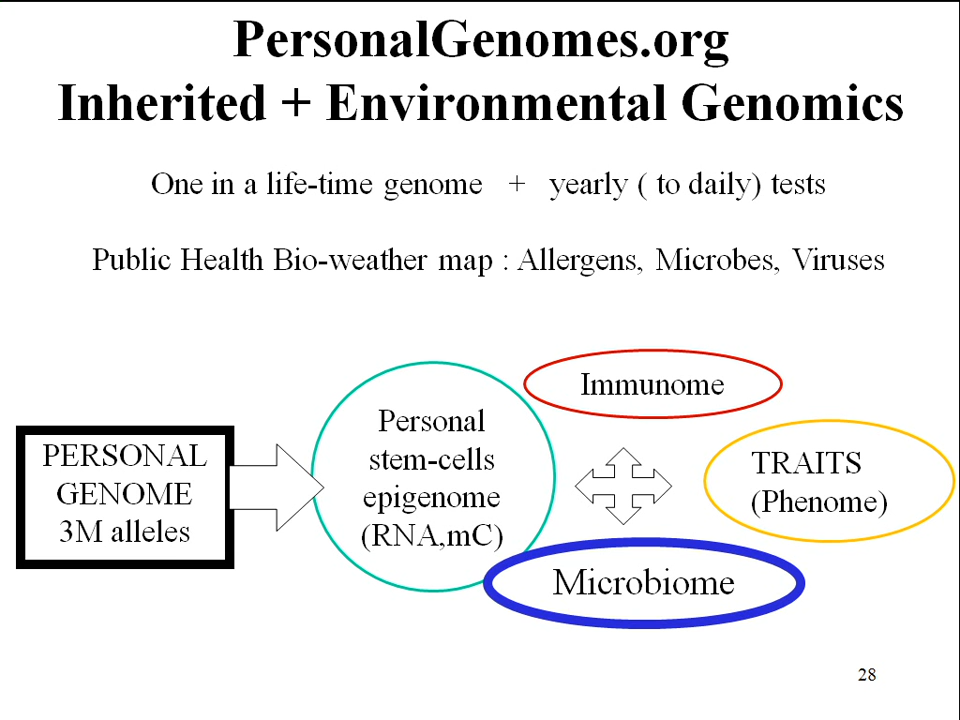 PersonalGenomes.org
Inherited + Environmental Genomics
One in a life-time genome + yearly ( to daily) tests
Public Health Bio-weather map : Allergens, Microbes, Viruses
PERSONAL
GENOME
3M alleles
Personal
stem-cells
epigenome
(RNA,mC)
Immunome
TRAITS
(Phenome)
Microbiome
28